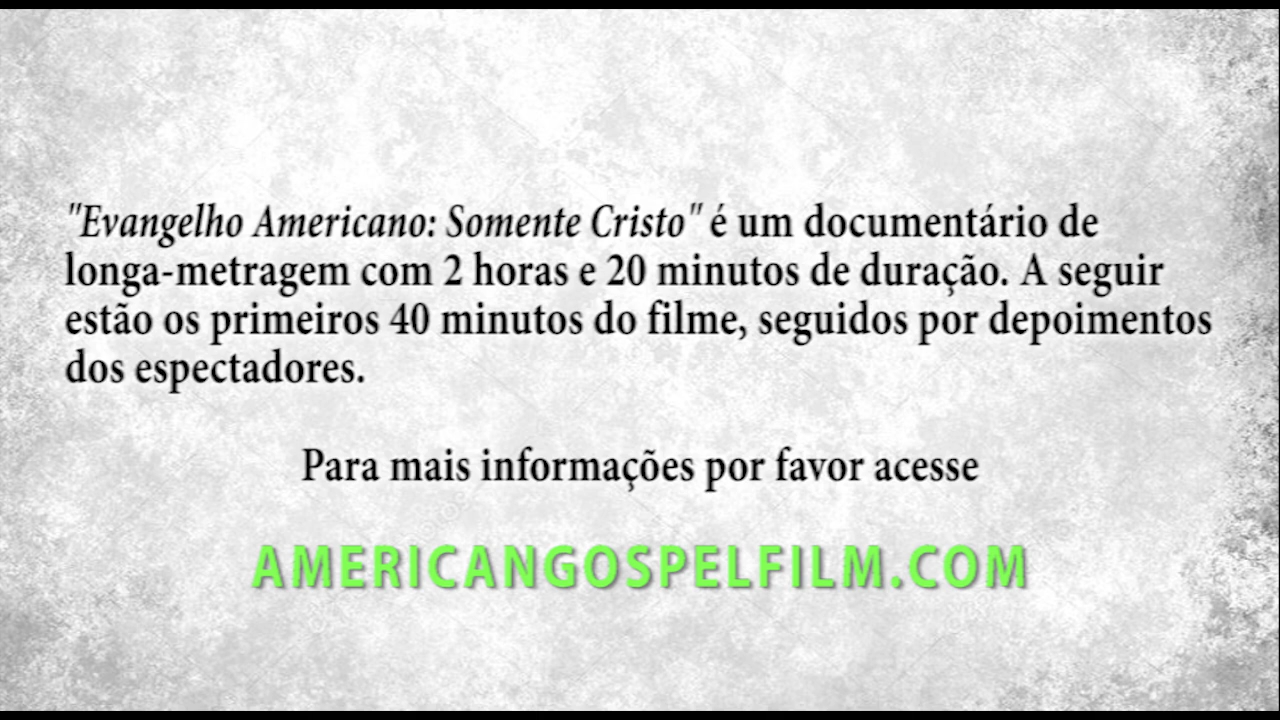 "Evangelho Americano: Somente Cristo" é um documentário de
longa-metragem com 2 horas e 20 minutos de duração. A seguir
estão os primeiros 40 minutos do filme, seguidos por depoimentos
dos espectadores.
Para mais informações por favor acesse
AMERICANGOSPELFILM.COM